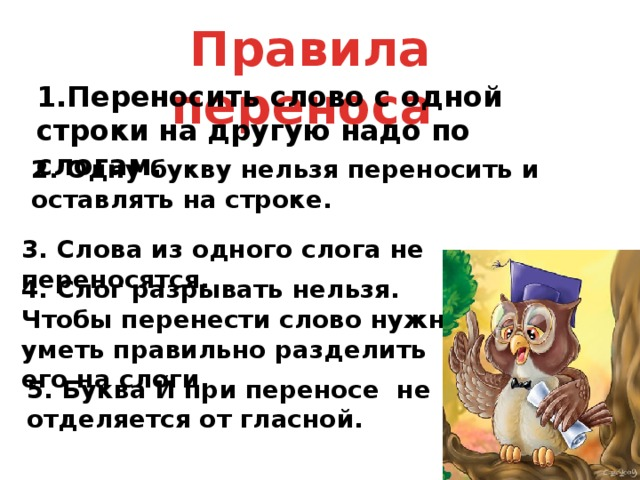 Правила
переноса
1.Переносить слово с одной
строки на другую надо по
слогам.
2. Одну букву нельзя переносить и
оставлять на строке.
3. Слова из одного слога не
переносятся.
4. Слог разрывать нельзя.
Чтобы перенести слово нужн
уметь правильно разделить
его на слоги
5. Буква Й при переносе не
отделяется от гласной.